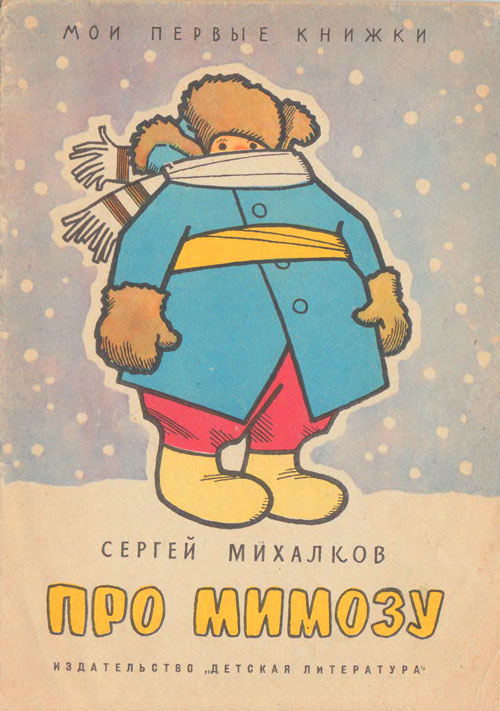 МОИ ПЕРВЫЕ КНИЖКИ
СЕРГЕЙ МИХАЛКОВ
ПРО МИМОЗУ
ИЗДАТЕЛЬСТВО „ДЕТСКАЯ ЛИТЕРАТУРА“